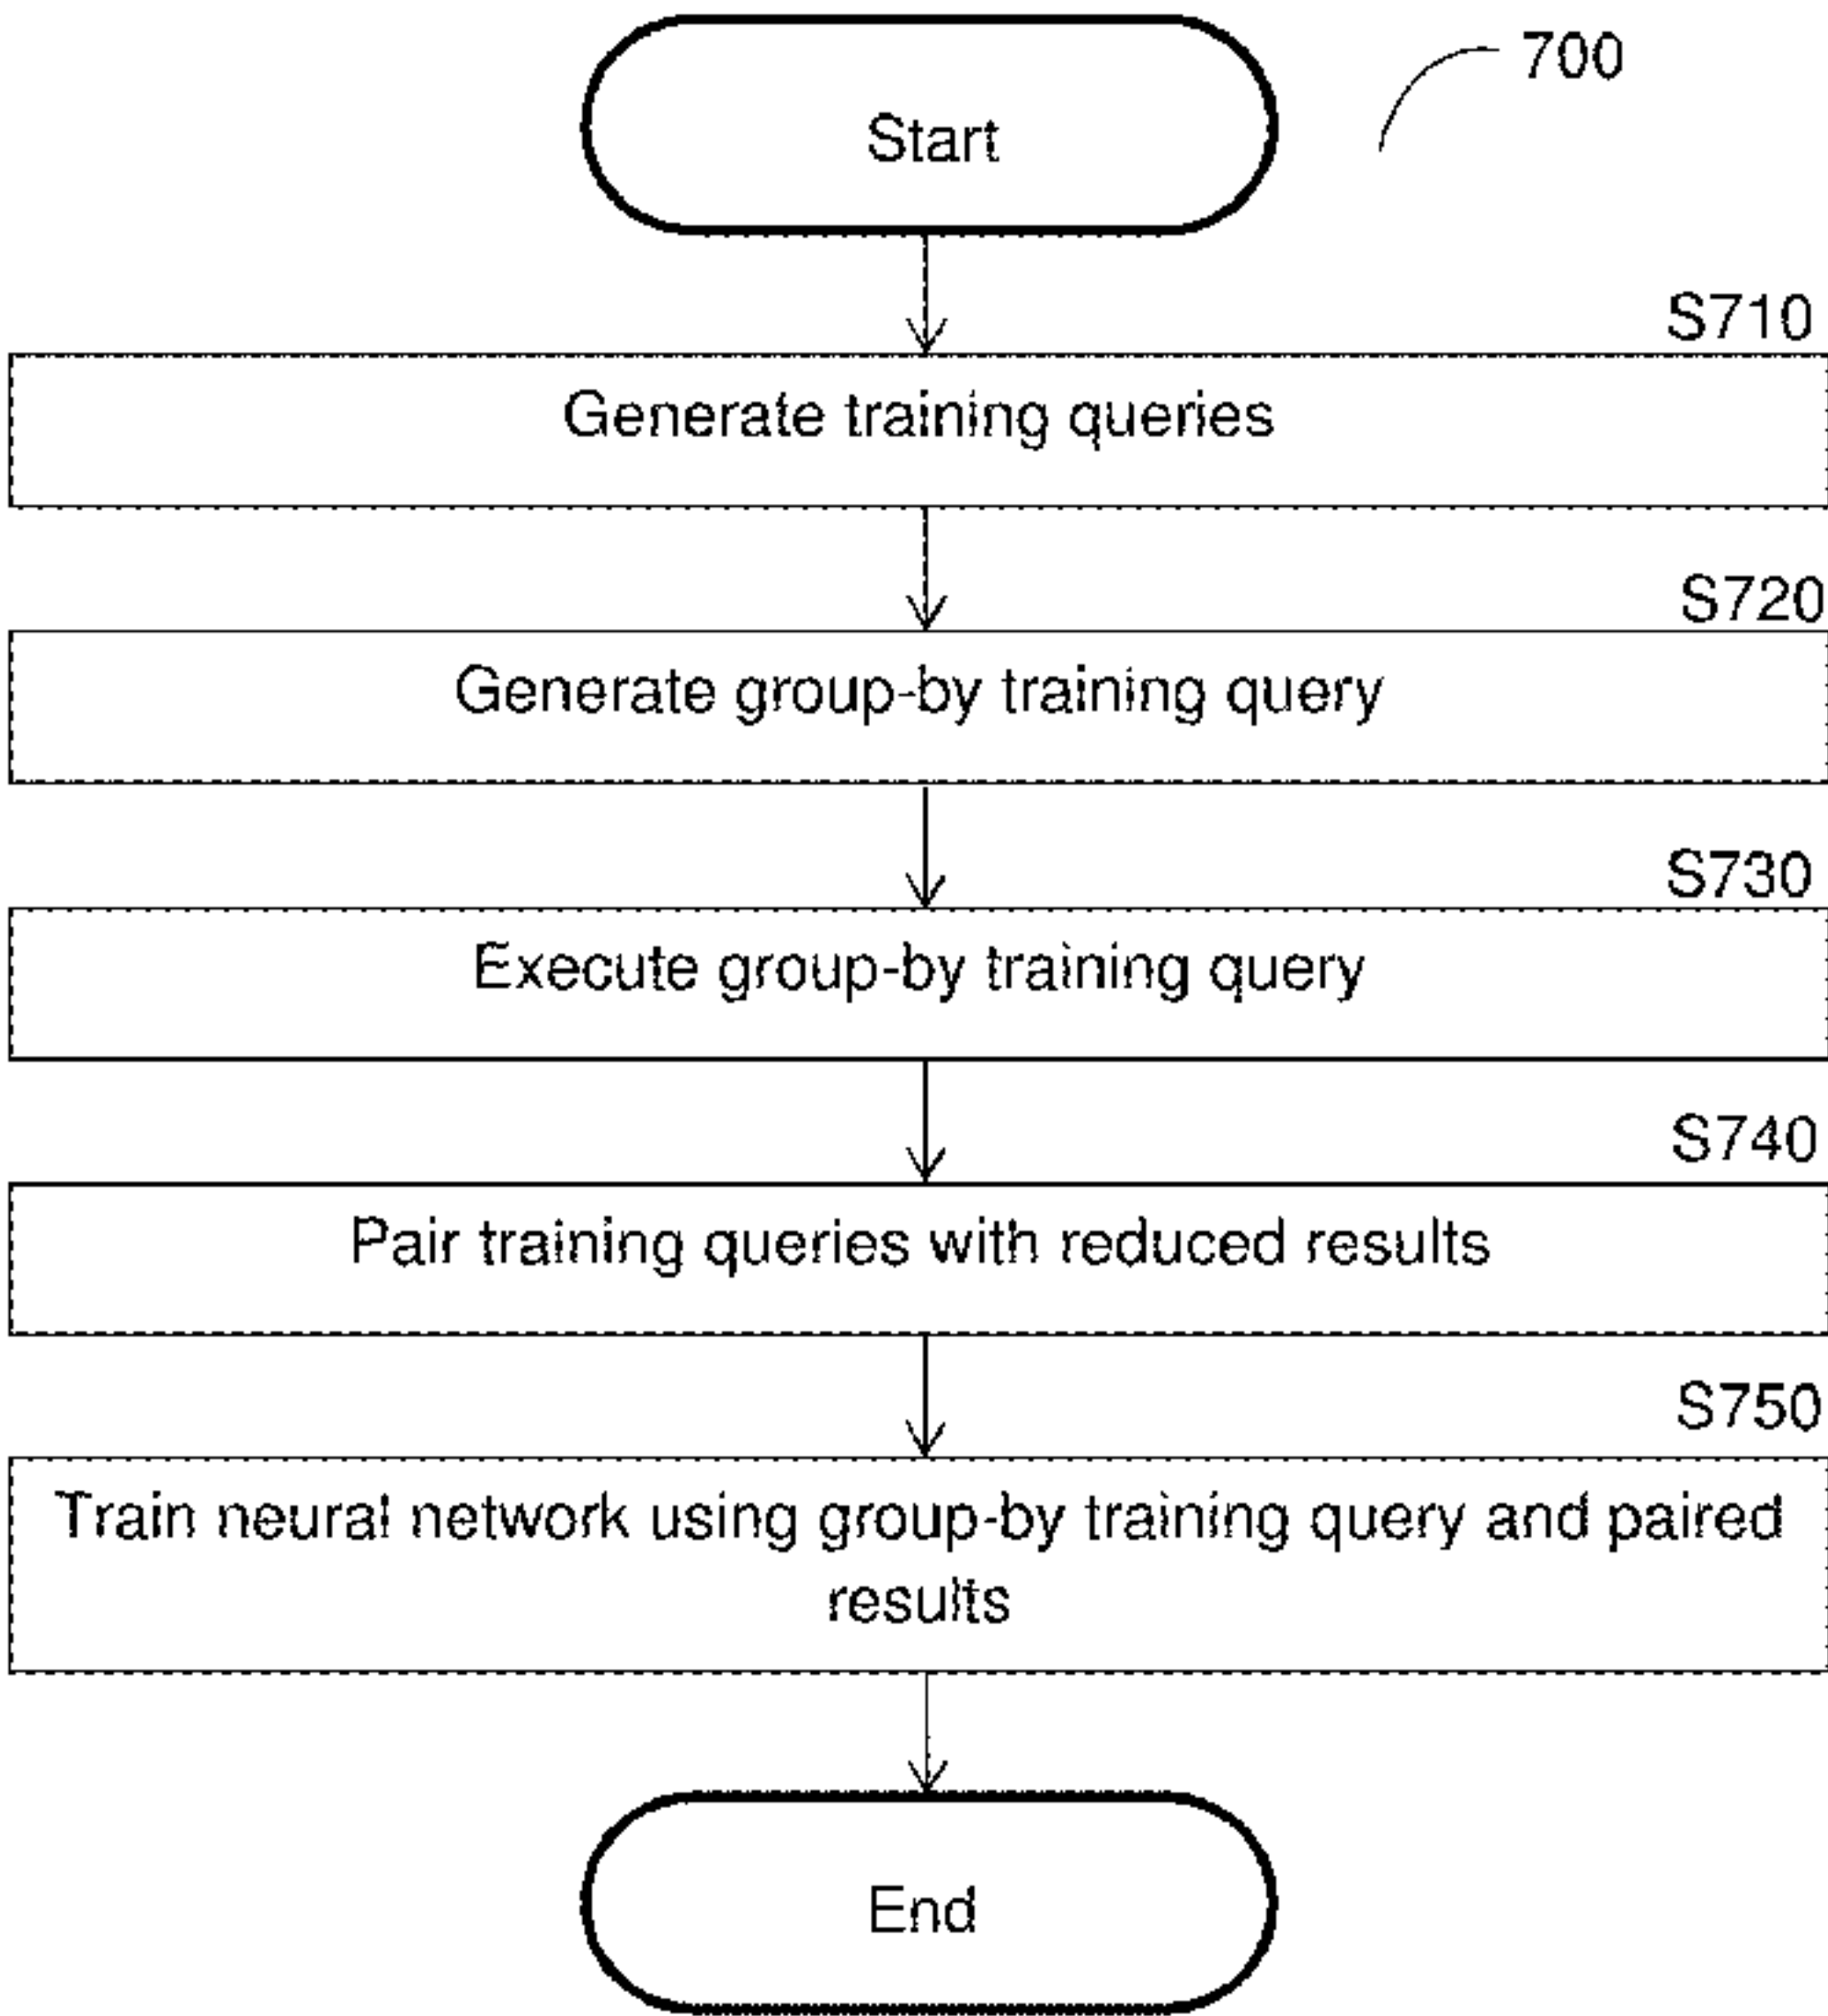 Start
700
S710
Generate training queries
S720
Generate group-by training query
S730
Execute group-by training query
S740
Pair training queries with reduced results
S750
Train neural network using group-by training query and paired
results
End